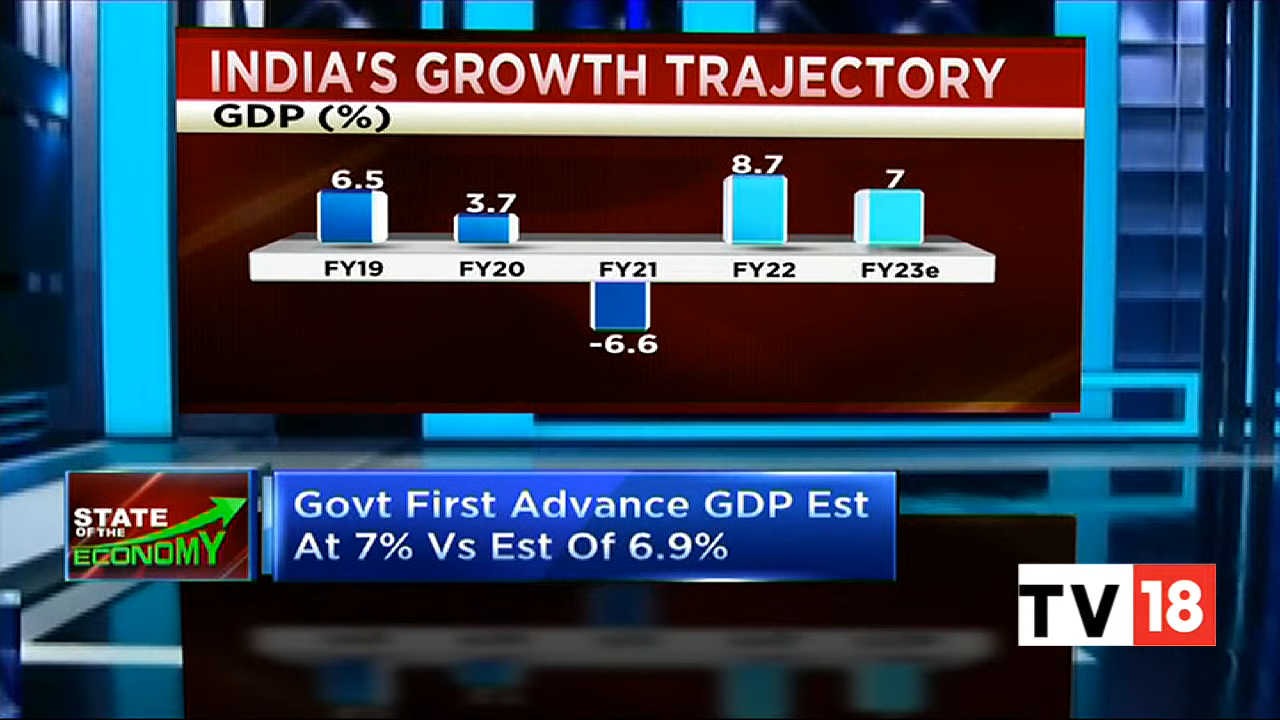 INDIA'S GROWTH TRAJECTORY
GDP (%)
6.5
3.7
8.7
7
FY19
FY20
FY21
FY22
FY23e
-6.6
STATE
OF THE
ECONOMY
Govt First Advance GDP Est
At 7% Vs Est Of 6.9%
TV18